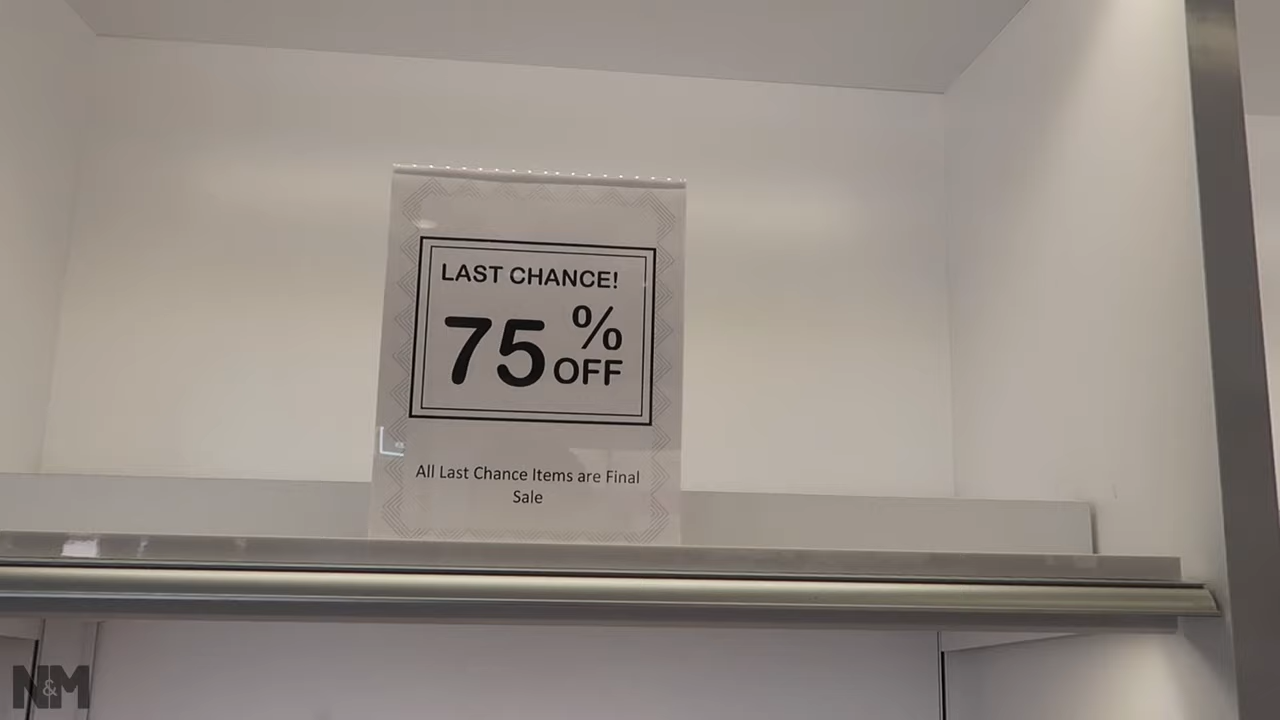 LAST CHANCE!
75%
OFF
All Last Chance Items are Final
Sale
N&M